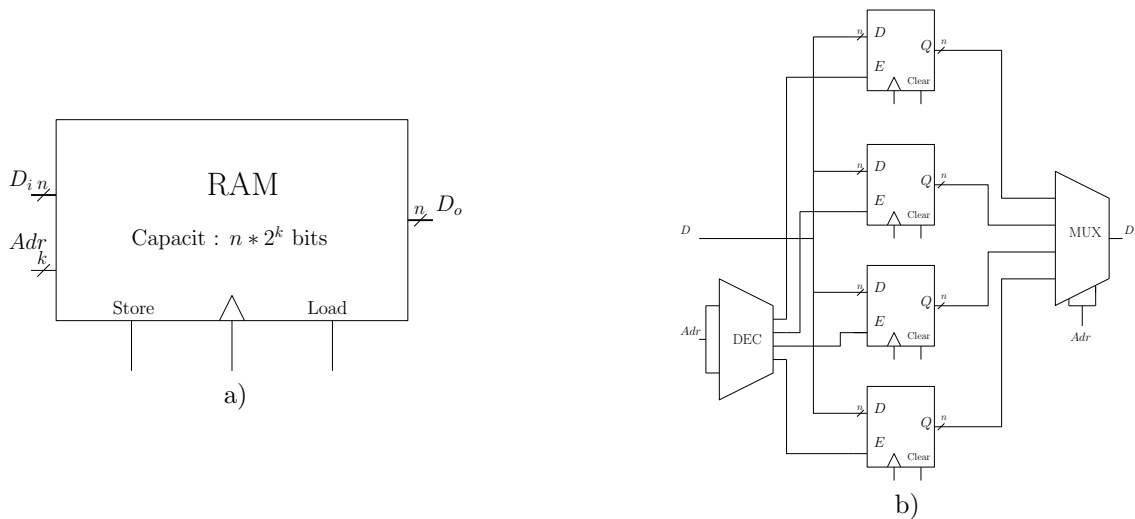 D_i n
RAM
n D_o
Capacit : n ∗ 2^k bits
Adr
k
Store
Load
a)
n D
Q n
E
Clear
n D
Q n
E
Clear
D
MUX
D
n D
Q n
E
Clear
Adr
DEC
Adr
n D
Q n
E
Clear
b)